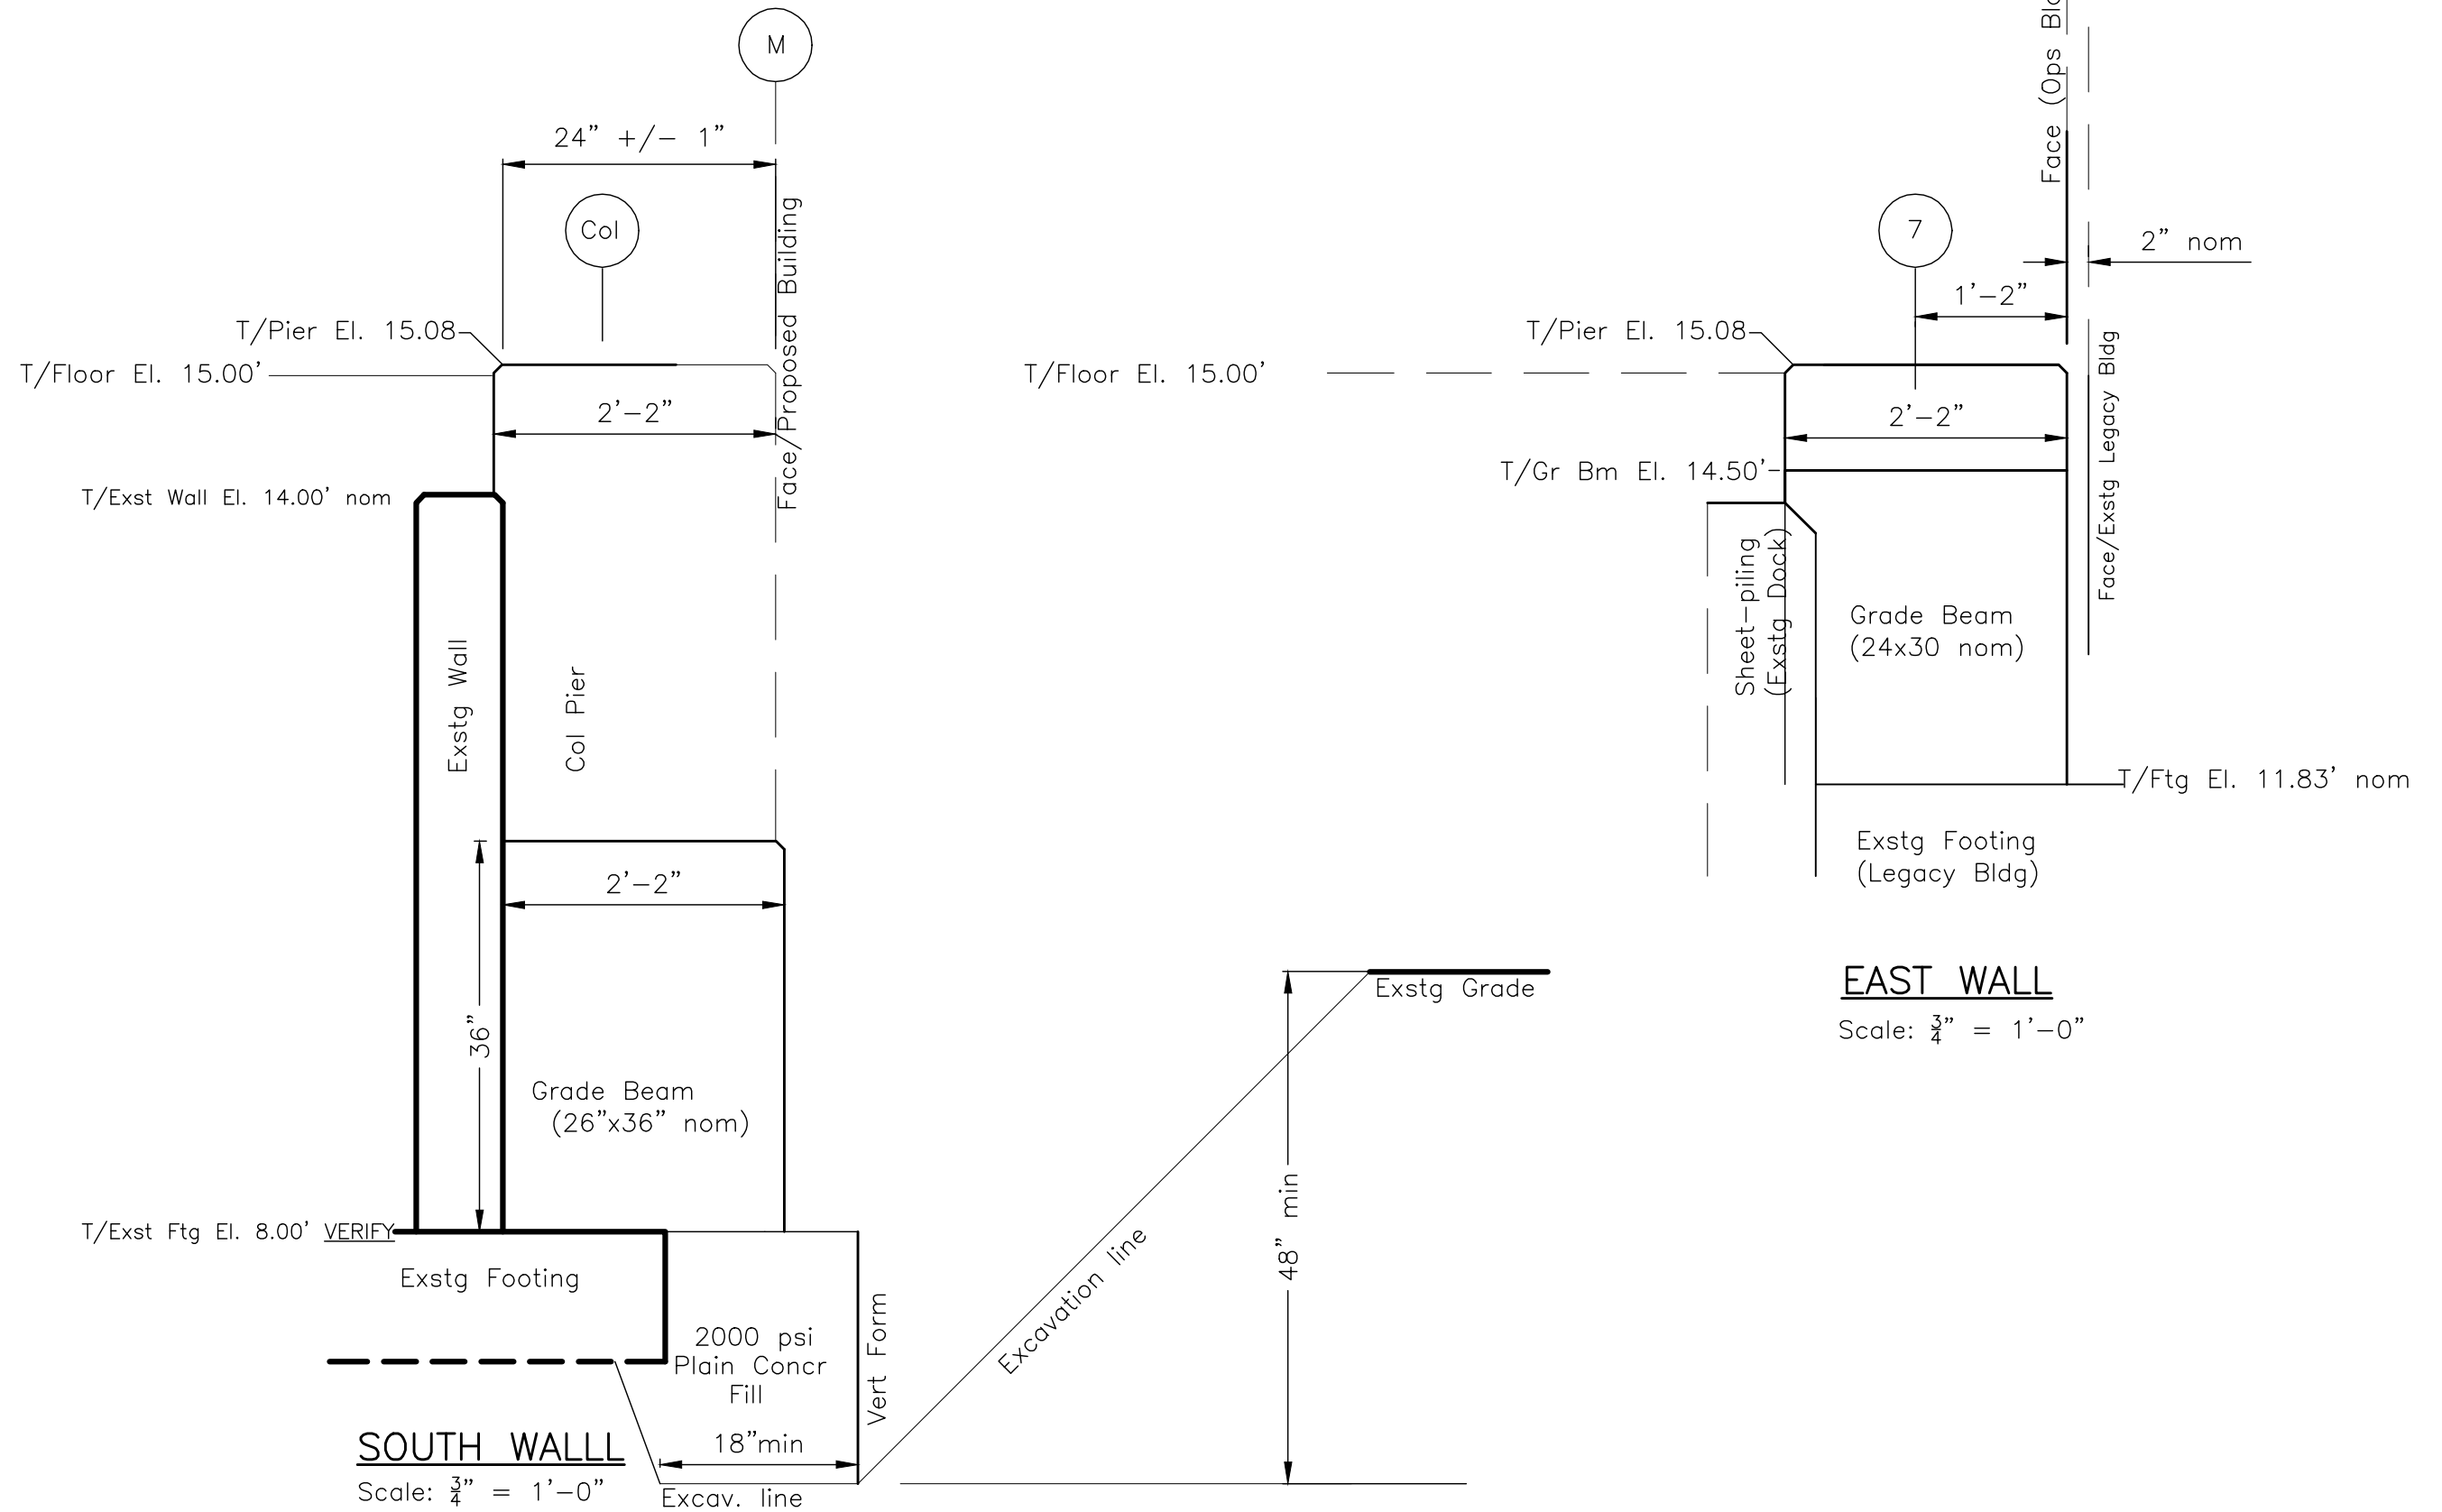 M
24” +/- 1”
Col
Face/Proposed Building
T/Pier El. 15.08
T/Floor El. 15.00’
2’-2”
T/Exst Wall El. 14.00’ nom
Exstg Wall
Col Pier
2’-2”
36”
Grade Beam
(26”x36” nom)
T/Exst Ftg El. 8.00’ VERIFY
Exstg Footing
2000 psi
Plain Concr
Fill
Vert Form
18”min
Excav. line
SOUTH WALLL
Scale: ¾” = 1’-0”
Excavation line
48” min
Exstg Grade
Face (Ops
7
2” nom
1’-2”
T/Pier El. 15.08
T/Floor El. 15.00’
2’-2”
T/Gr Bm El. 14.50’
Face/Exstg Legacy Bldg
Sheet-piling
(Exstg Dock)
Grade Beam
(24x30 nom)
T/Ftg El. 11.83’ nom
Exstg Footing
(Legacy Bldg)
EAST WALL
Scale: ¾” = 1’-0”